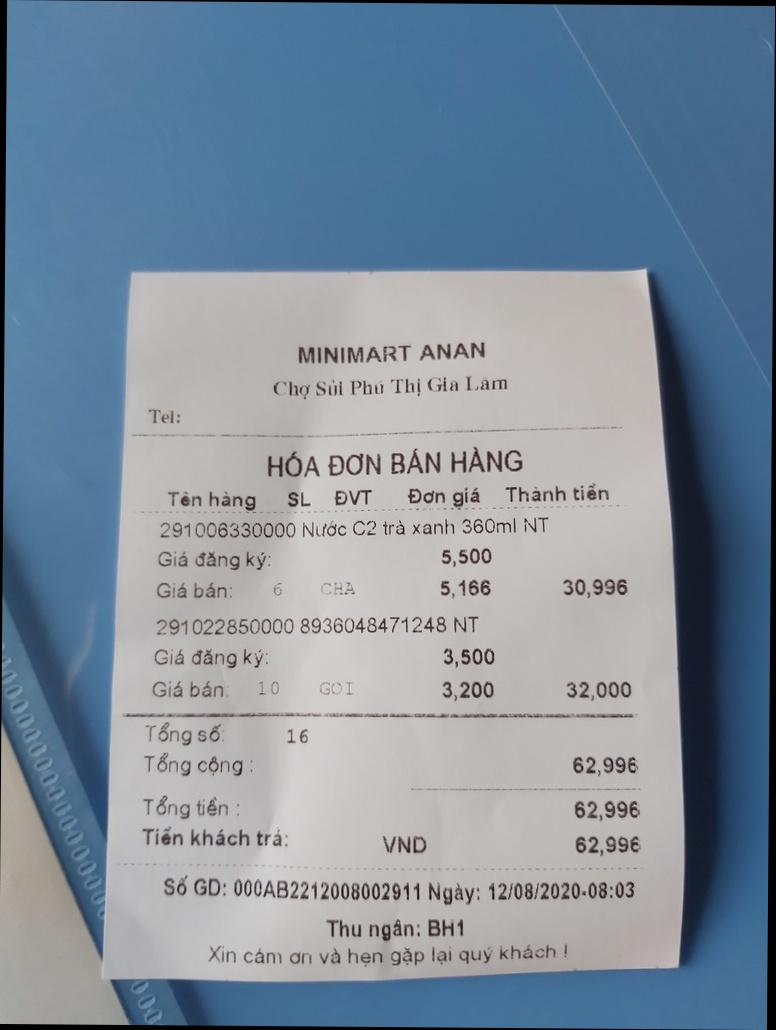 MINIMART ANAN
Chợ Sủi Phú Thị Gia Lâm
Tel:
HÓA ĐƠN BÁN HÀNG
Tên hàng SL ĐVT Đơn giá Thành tiền
291006330000 Nước C2 trà xanh 360ml NT
Giá đăng ký: 5,500
Giá bán: 6 CHA 5,166 30,996
291022850000 8936048471248 NT
Giá đăng ký: 3,500
Giá bán: 10 GOI 3,200 32,000
Tổng số: 16
Tổng cộng : 62,996
Tổng tiền : 62,996
Tiền khách trả: VND 62,996
Số GD: 000AB2212008002911 Ngày: 12/08/2020-08:03
Thu ngân: BH1
Xin cảm ơn và hẹn gặp lại quý khách !